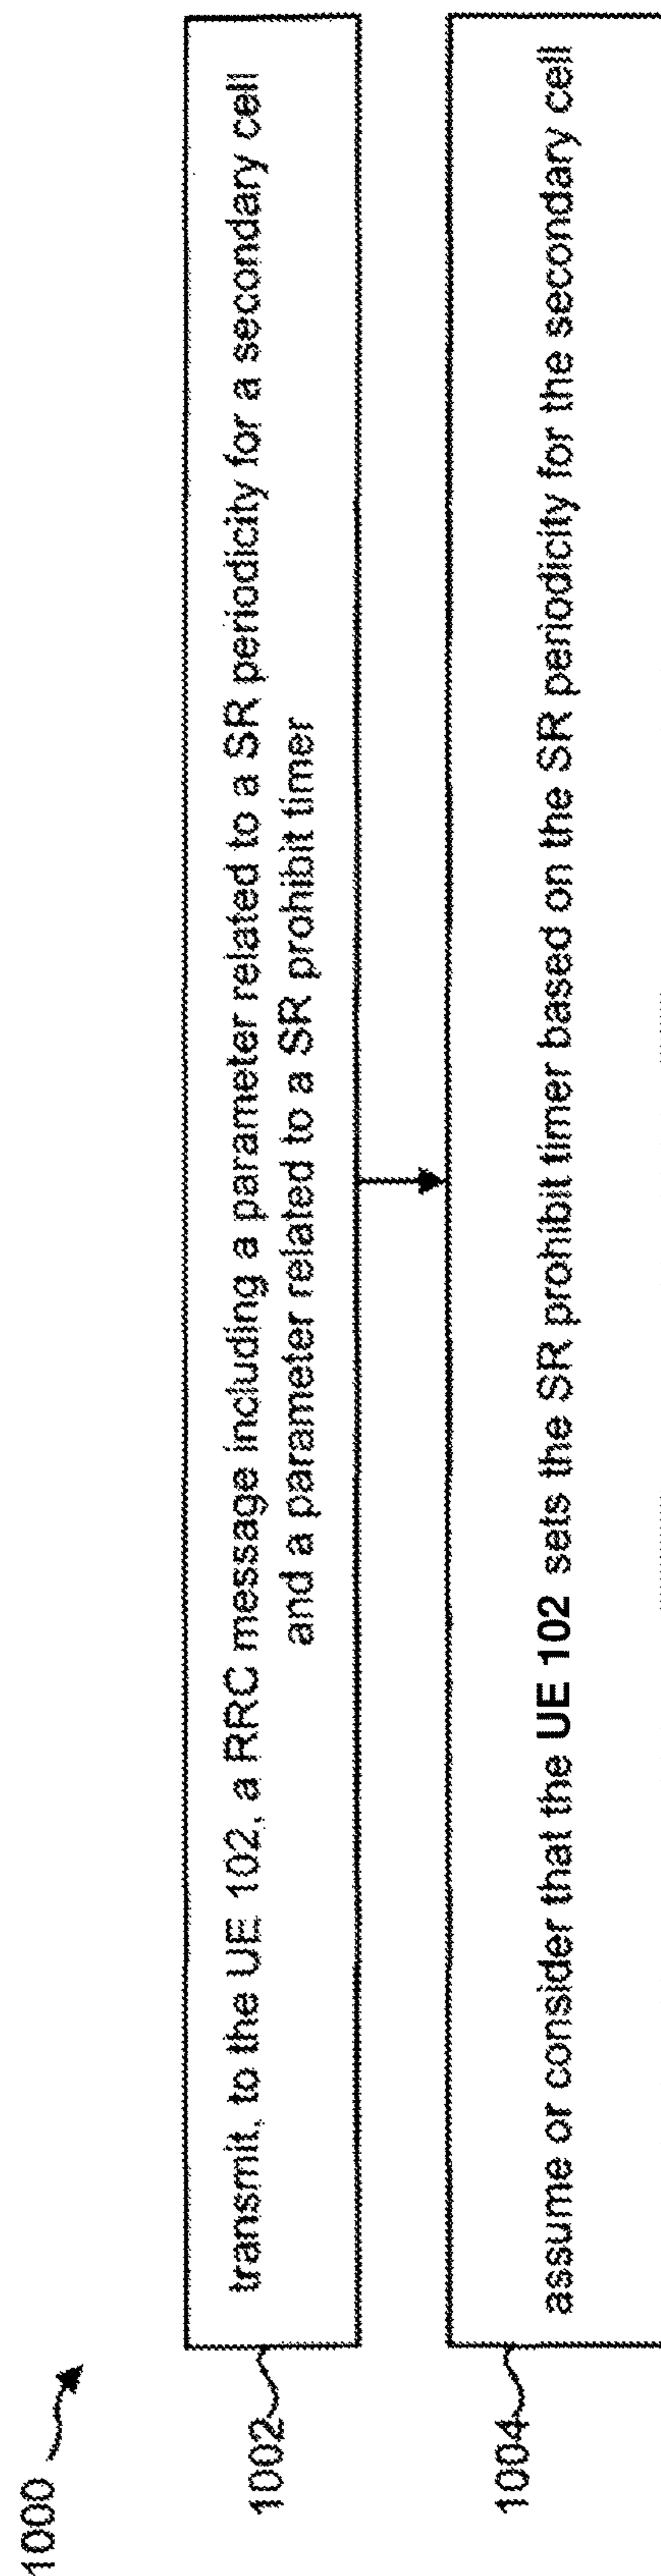 1000
1002
transmit, to the UE 102, a RRC message including a parameter related to a SR periodicity for a secondary cell
and a parameter related to a SR prohibit timer
1004
assume or consider that the UE 102 sets the SR prohibit timer based on the SR periodicity for the secondary cell